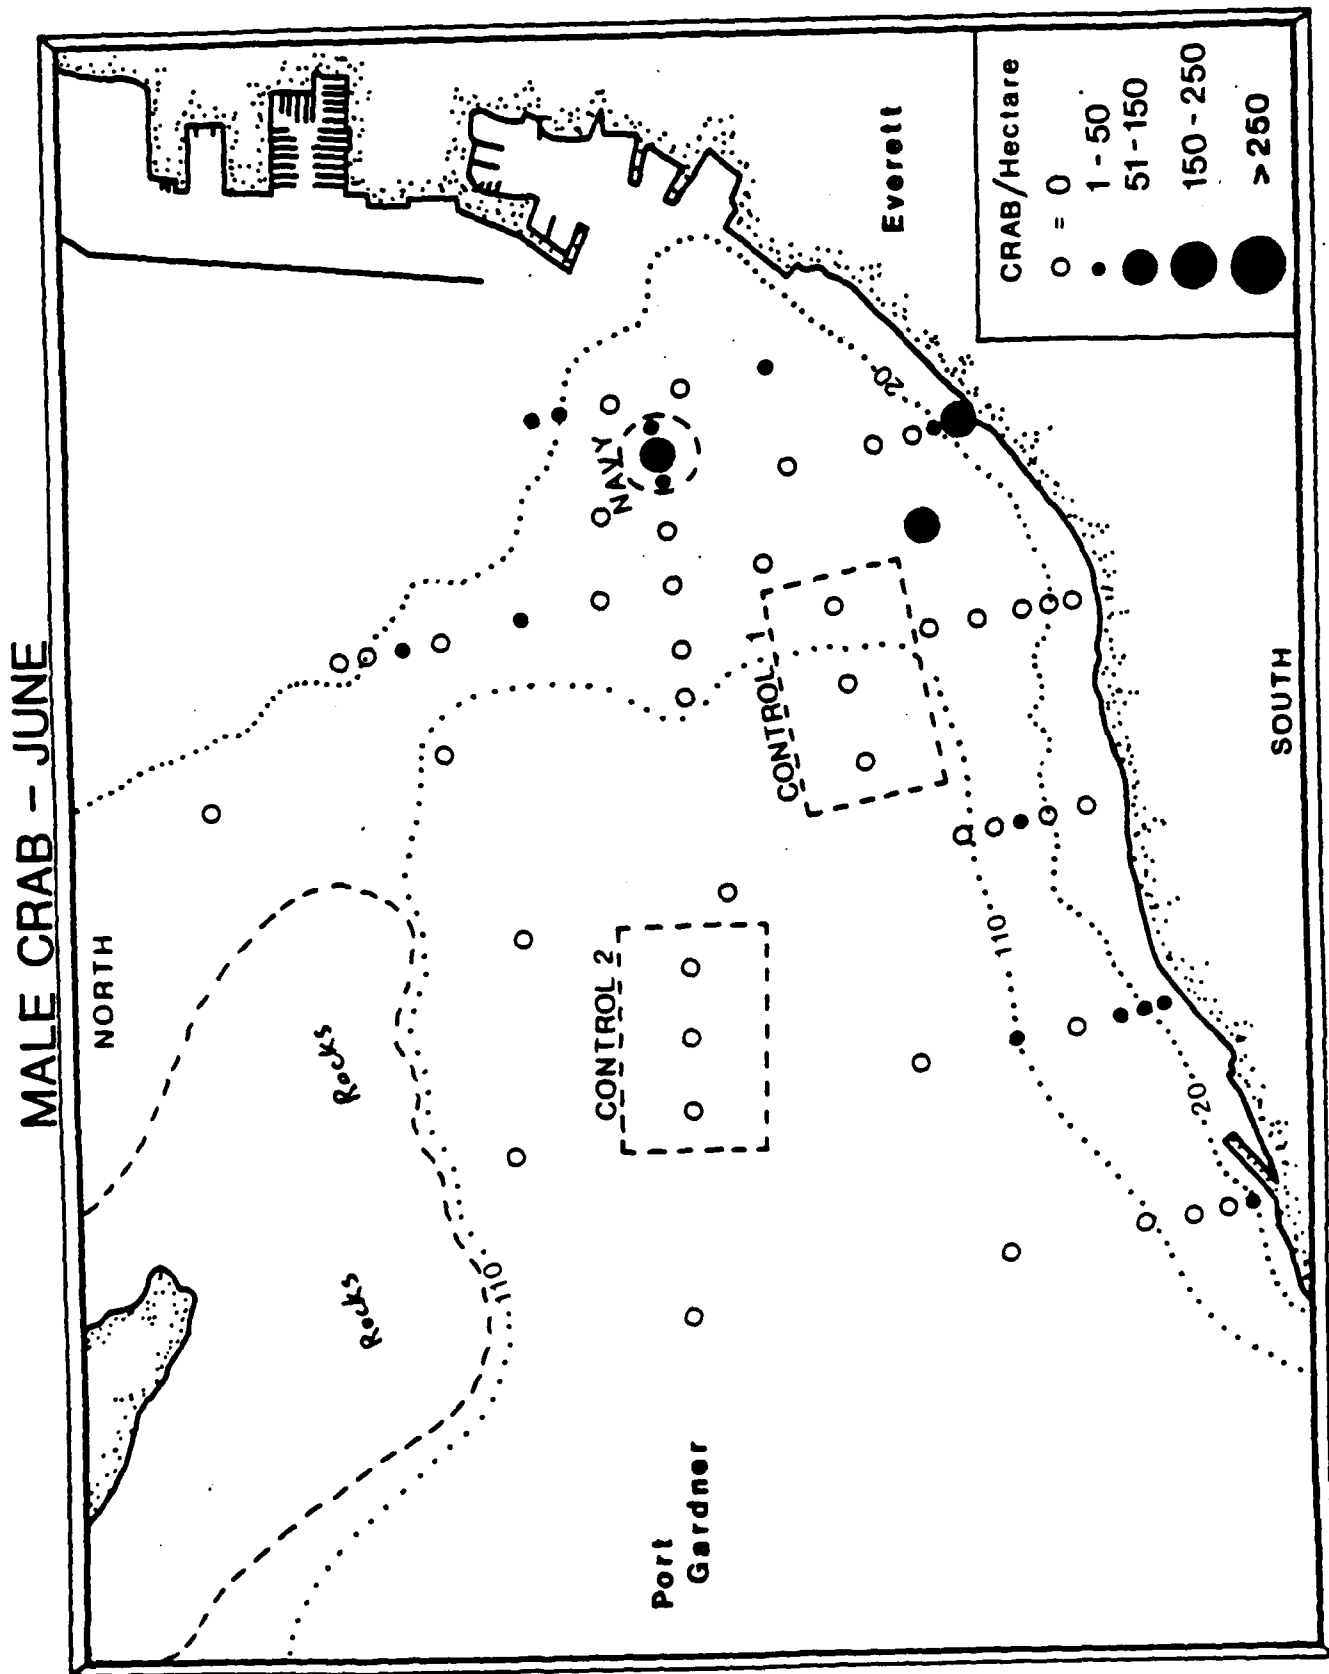 MALE CRAB - JUNE
NORTH
Rocks
Rocks
110
Port
Gardner
CONTROL 2
CONTROL 1
NAVY
110
20
20
Everett
SOUTH
CRAB/Hectare
= 0
1 - 50
51-150
150-250
>250